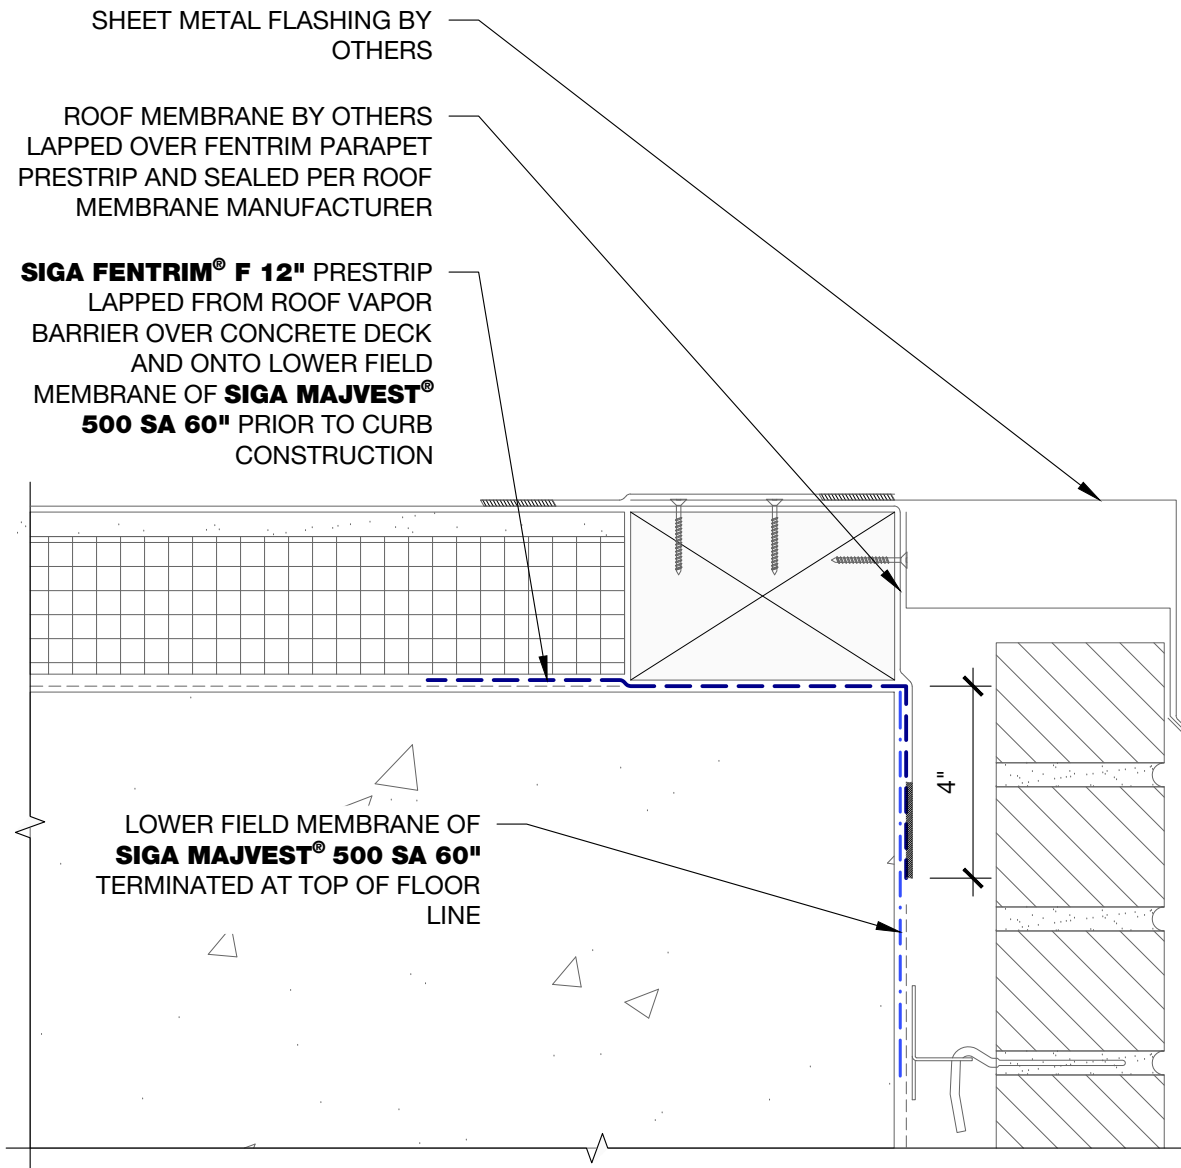 SHEET METAL FLASHING BY
OTHERS
ROOF MEMBRANE BY OTHERS
LAPPED OVER FENTRIM PARAPET
PRESTRIP AND SEALED PER ROOF
MEMBRANE MANUFACTURER
SIGA FENTRIM® F 12" PRESTRIP
LAPPED FROM ROOF VAPOR
BARRIER OVER CONCRETE DECK
AND ONTO LOWER FIELD
MEMBRANE OF SIGA MAJVEST®
500 SA 60" PRIOR TO CURB
CONSTRUCTION
4"
LOWER FIELD MEMBRANE OF
SIGA MAJVEST® 500 SA 60"
TERMINATED AT TOP OF FLOOR
LINE